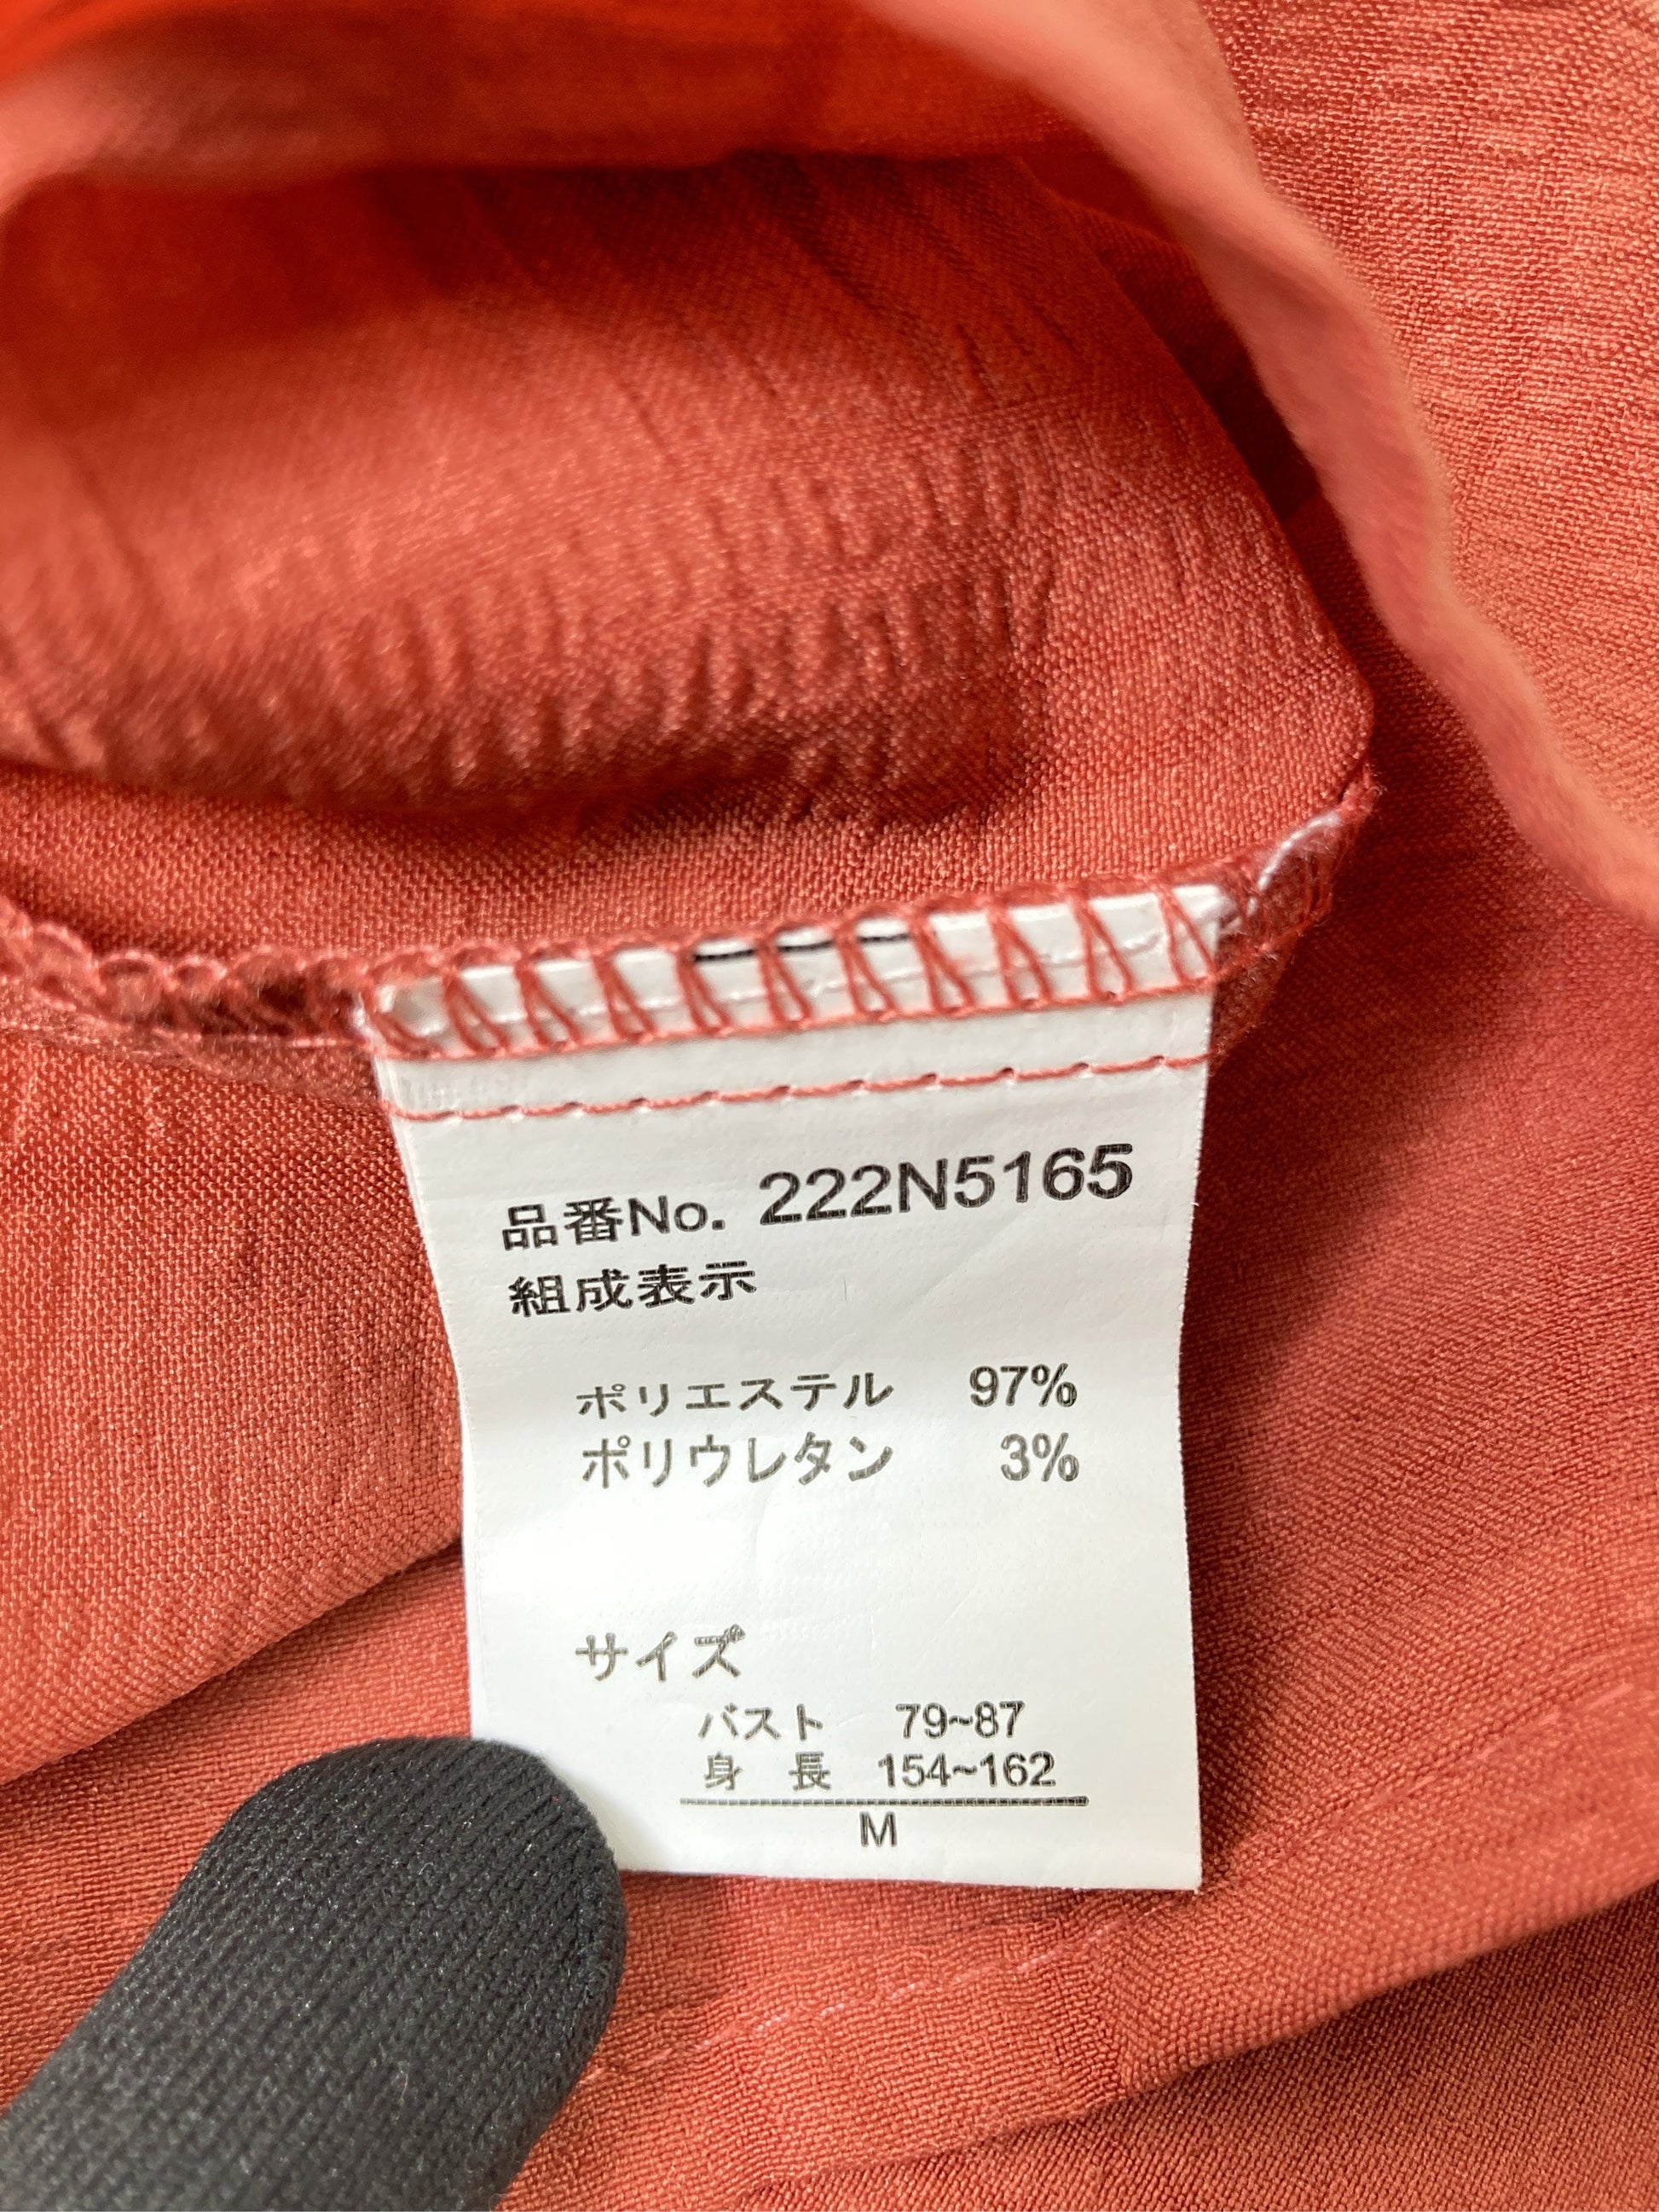 品番No. 222N5165
組成表示
ポリエステル 97%
ポリウレタン 3%
サイズ
バスト 79~87
身 長 154~162
M